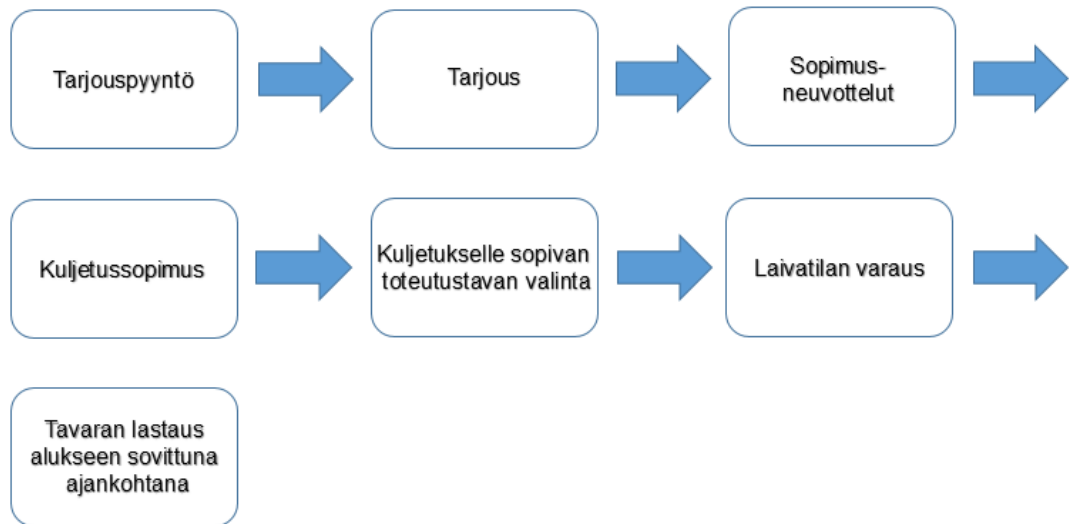 Tarjouspyyntö
Tarjous
Sopimus-
neuvottelut
Kuljetussopimus
Kuljetukselle sopivan
toteutustavan valinta
Laivatilan varaus
Tavaran lastaus
alukseen sovittuna
ajankohtana